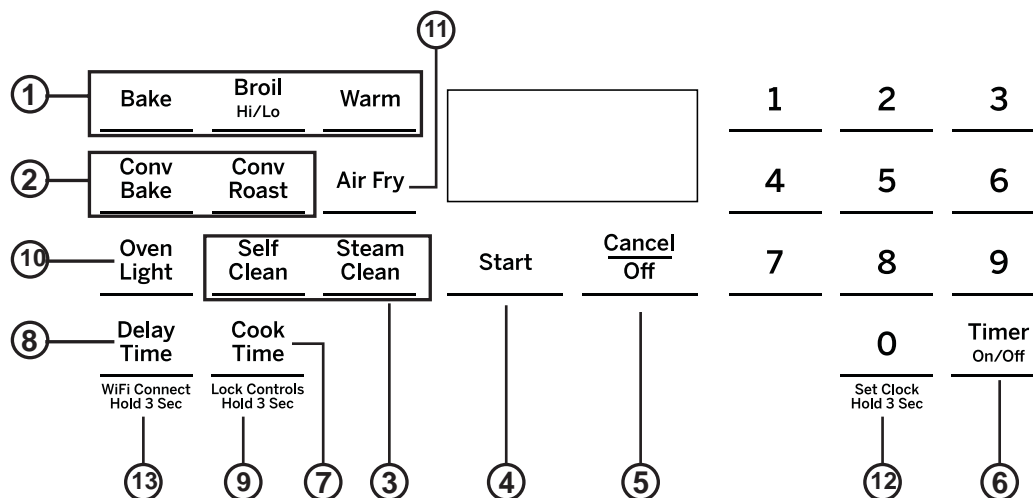 11
1
Bake
Broil
Hi/Lo
Warm
1
2
3
2
Conv
Bake
Conv
Roast
Air Fry
4
5
6
10
Oven
Light
Self
Clean
Steam
Clean
Start
Cancel
Off
7
8
9
8
Delay
Time
Cook
Time
0
Timer
On/Off
WiFi Connect
Hold 3 Sec
Lock Controls
Hold 3 Sec
Set Clock
Hold 3 Sec
13
9
7
3
4
5
12
6